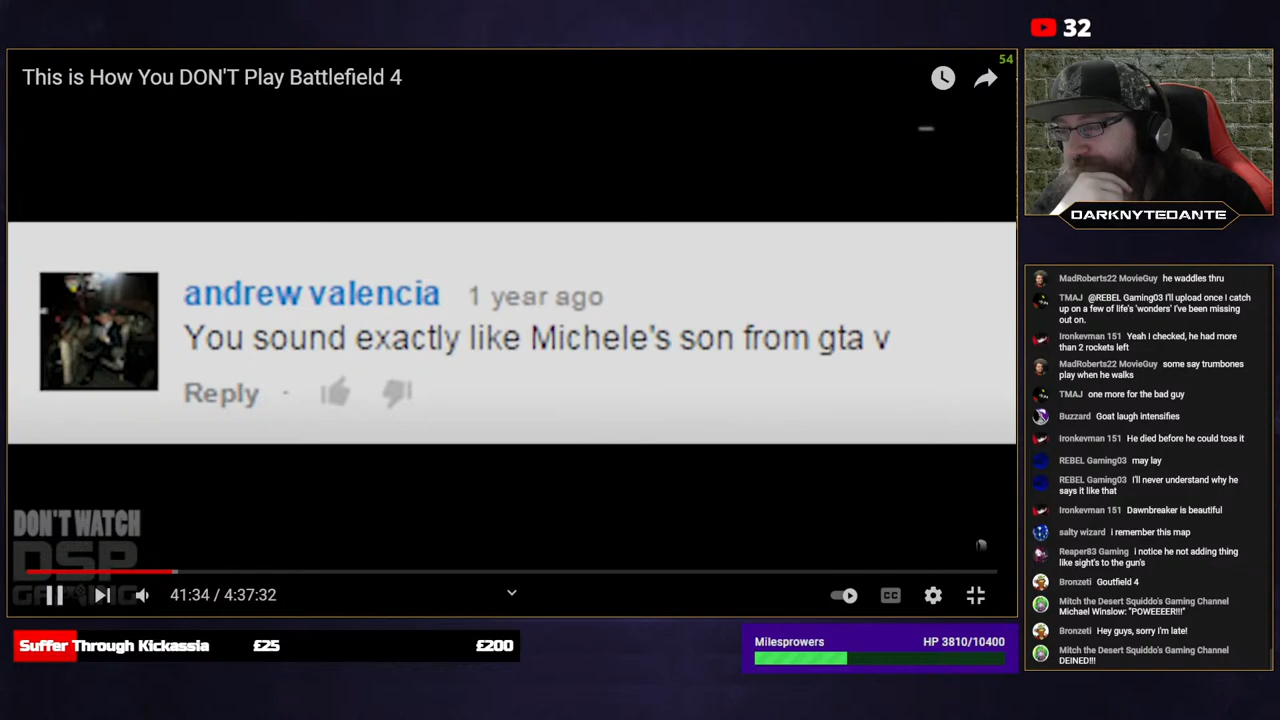 32
This is How You DON'T Play Battlefield 4
54
andrew valencia 1 year ago
You sound exactly like Michele's son from gta v
Reply
DON'T WATCH
DSP
GAMING
41:34 / 4:37:32
CC
Suffer Through Kickassia £25 £200
Milesprowers HP 3810/10400
DARKNYTEDANTE
MadRoberts22 MovieGuy he waddles thru
TMAJ @REBEL Gaming03 I'll upload once I catch
up on a few of life's 'wonders' I've been missing
out on.
Ironkevman 151 Yeah I checked, he had more
than 2 rockets left
MadRoberts22 MovieGuy some say trumbones
play when he walks
TMAJ one more for the bad guy
Buzzard Goat laugh intensifies
Ironkevman 151 He died before he could toss it
REBEL Gaming03 may lay
REBEL Gaming03 I'll never understand why he
says it like that
Ironkevman 151 Dawnbreaker is beautiful
salty wizard i remember this map
Reaper83 Gaming i notice he not adding thing
like sight's to the gun's
Bronzeti Goutfield 4
Mitch the Desert Squiddo's Gaming Channel
Michael Winslow: "POWEEEER!!!"
Bronzeti Hey guys, sorry I'm late!
Mitch the Desert Squiddo's Gaming Channel
DEINED!!!